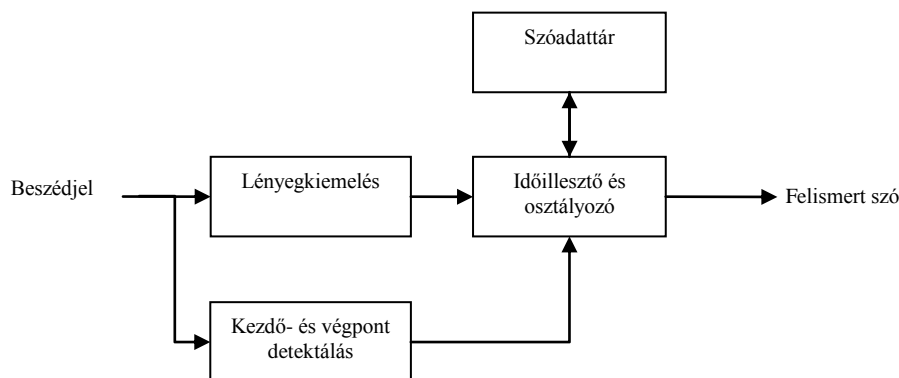 Szóadattár
Beszédjel
Lényegkiemelés
Időillesztő és
osztályozó
Felismert szó
Kezdő- és végpont
detektálás